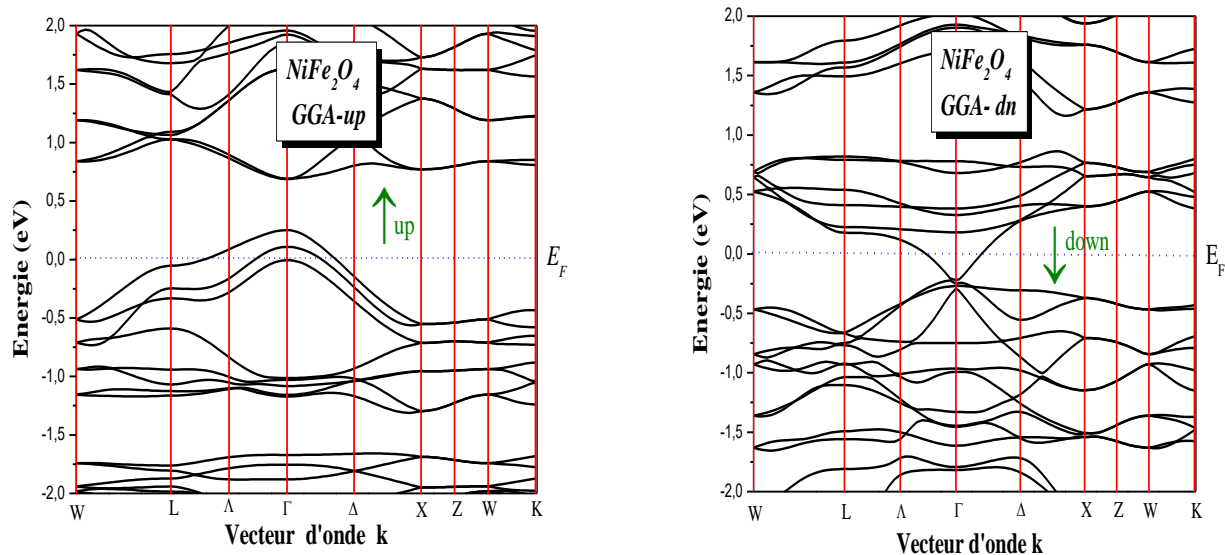 2,0
1,5
1,0
0,5
0,0
-0,5
-1,0
-1,5
-2,0
Energie (eV)
NiFe₂O₄
GGA-up
up
E_F
W L Λ Γ Δ X Z W K
Vecteur d'onde k
2,0
1,5
1,0
0,5
0,0
-0,5
-1,0
-1,5
-2,0
Energie (eV)
NiFe₂O₄
GGA- dn
down
E_F
W L Λ Γ Δ X Z W K
Vecteur d'onde k